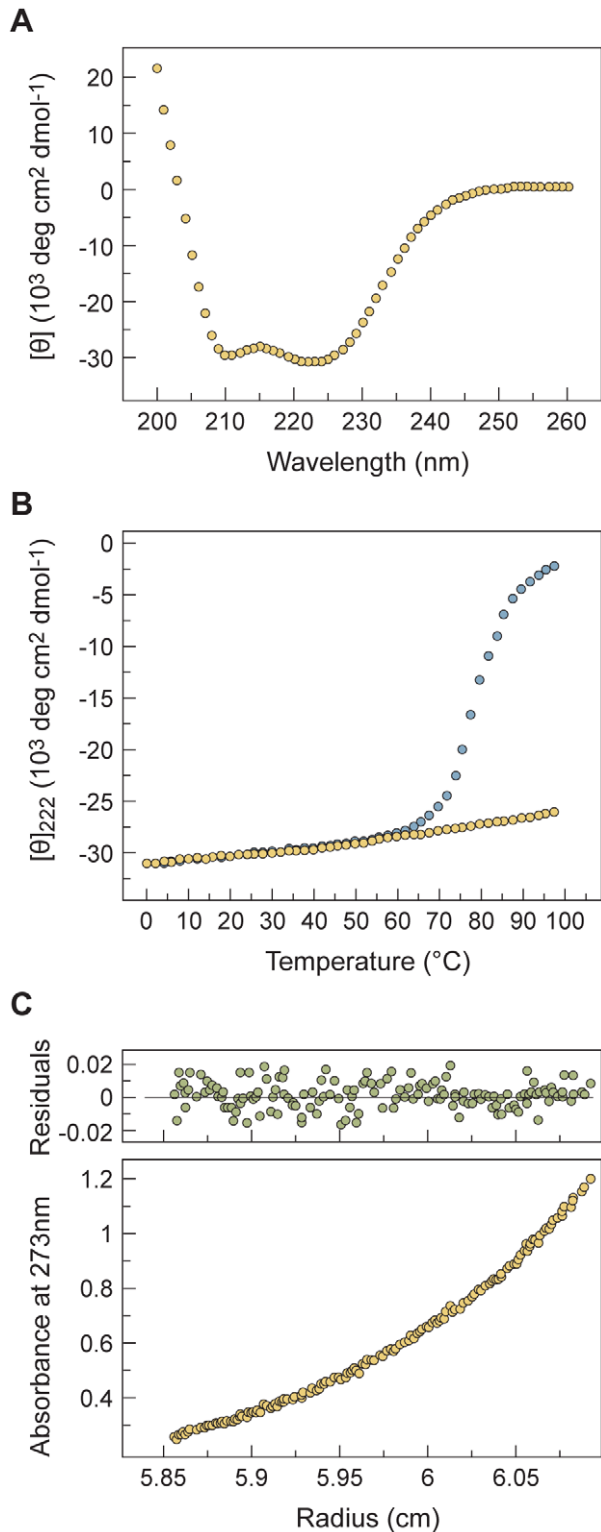 A
[θ] (10³ deg cm² dmol⁻¹)
20
10
0
-10
-20
-30
200 210 220 230 240 250 260
Wavelength (nm)
B
[θ]₂₂₂ (10³ deg cm² dmol⁻¹)
0
-5
-10
-15
-20
-25
-30
0 10 20 30 40 50 60 70 80 90 100
Temperature (°C)
C
Residuals
0.02
0
-0.02
Absorbance at 273nm
1.2
1
0.8
0.6
0.4
5.85 5.9 5.95 6 6.05
Radius (cm)